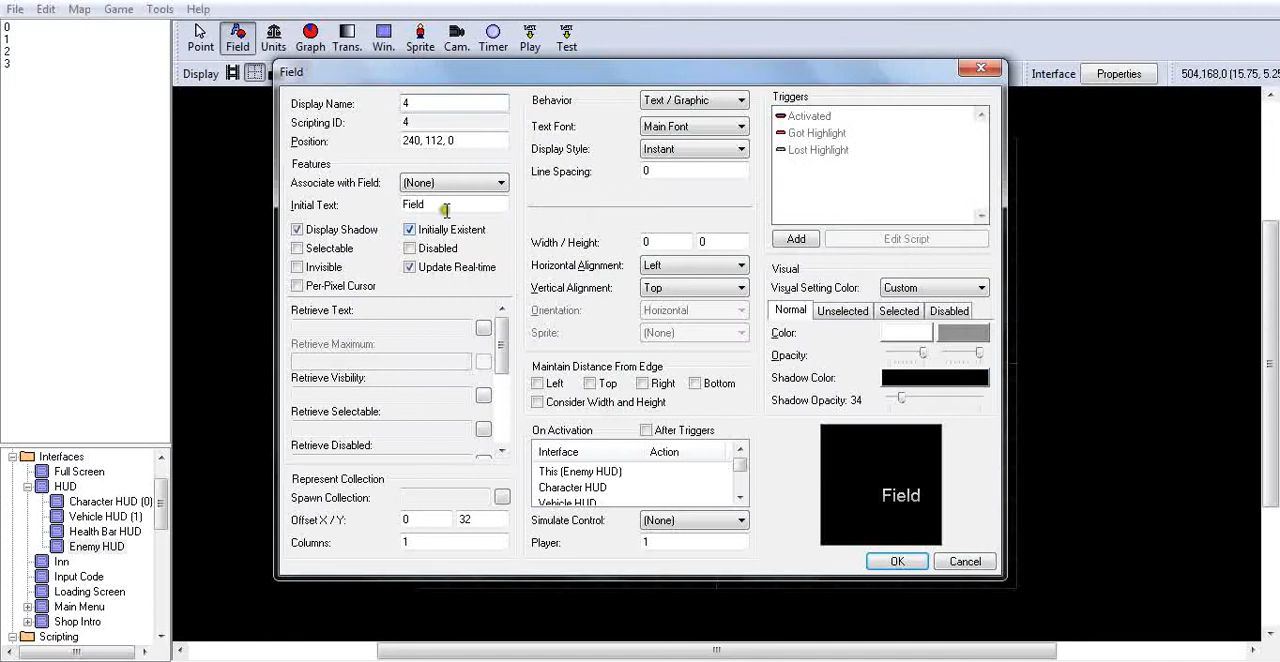 File Edit Map Game Tools Help
0
1
2
3
Point Field Units Graph Trans. Win. Sprite Cam. Timer Play Test
Display
Interface Properties 504,168,0 (15.75, 5.25
Field
Display Name: 4
Scripting ID: 4
Position: 240, 112, 0
Features
Associate with Field: (None)
Initial Text: Field
Display Shadow Initially Existent
Selectable Disabled
Invisible Update Real-time
Per-Pixel Cursor
Retrieve Text:
Retrieve Maximum:
Retrieve Visbility:
Retrieve Selectable:
Retrieve Disabled:
Represent Collection
Spawn Collection:
Offset X / Y: 0 32
Columns: 1
Behavior Text / Graphic
Text Font: Main Font
Display Style: Instant
Line Spacing: 0
Width / Height: 0 0
Horizontal Alignment: Left
Vertical Alignment: Top
Orientation: Horizontal
Sprite: (None)
Maintain Distance From Edge
Left Top Right Bottom
Consider Width and Height
On Activation After Triggers
Interface Action
This (Enemy HUD)
Character HUD
Vehicle HUD
Simulate Control: (None)
Player: 1
Triggers
Activated
Got Highlight
Lost Highlight
Add Edit Script
Visual
Visual Setting Color: Custom
Normal Unselected Selected Disabled
Color:
Opacity:
Shadow Color:
Shadow Opacity: 34
Field
OK Cancel
Interfaces
Full Screen
HUD
Character HUD (0)
Vehicle HUD (1)
Health Bar HUD
Enemy HUD
Inn
Input Code
Loading Screen
Main Menu
Shop Intro
Scripting